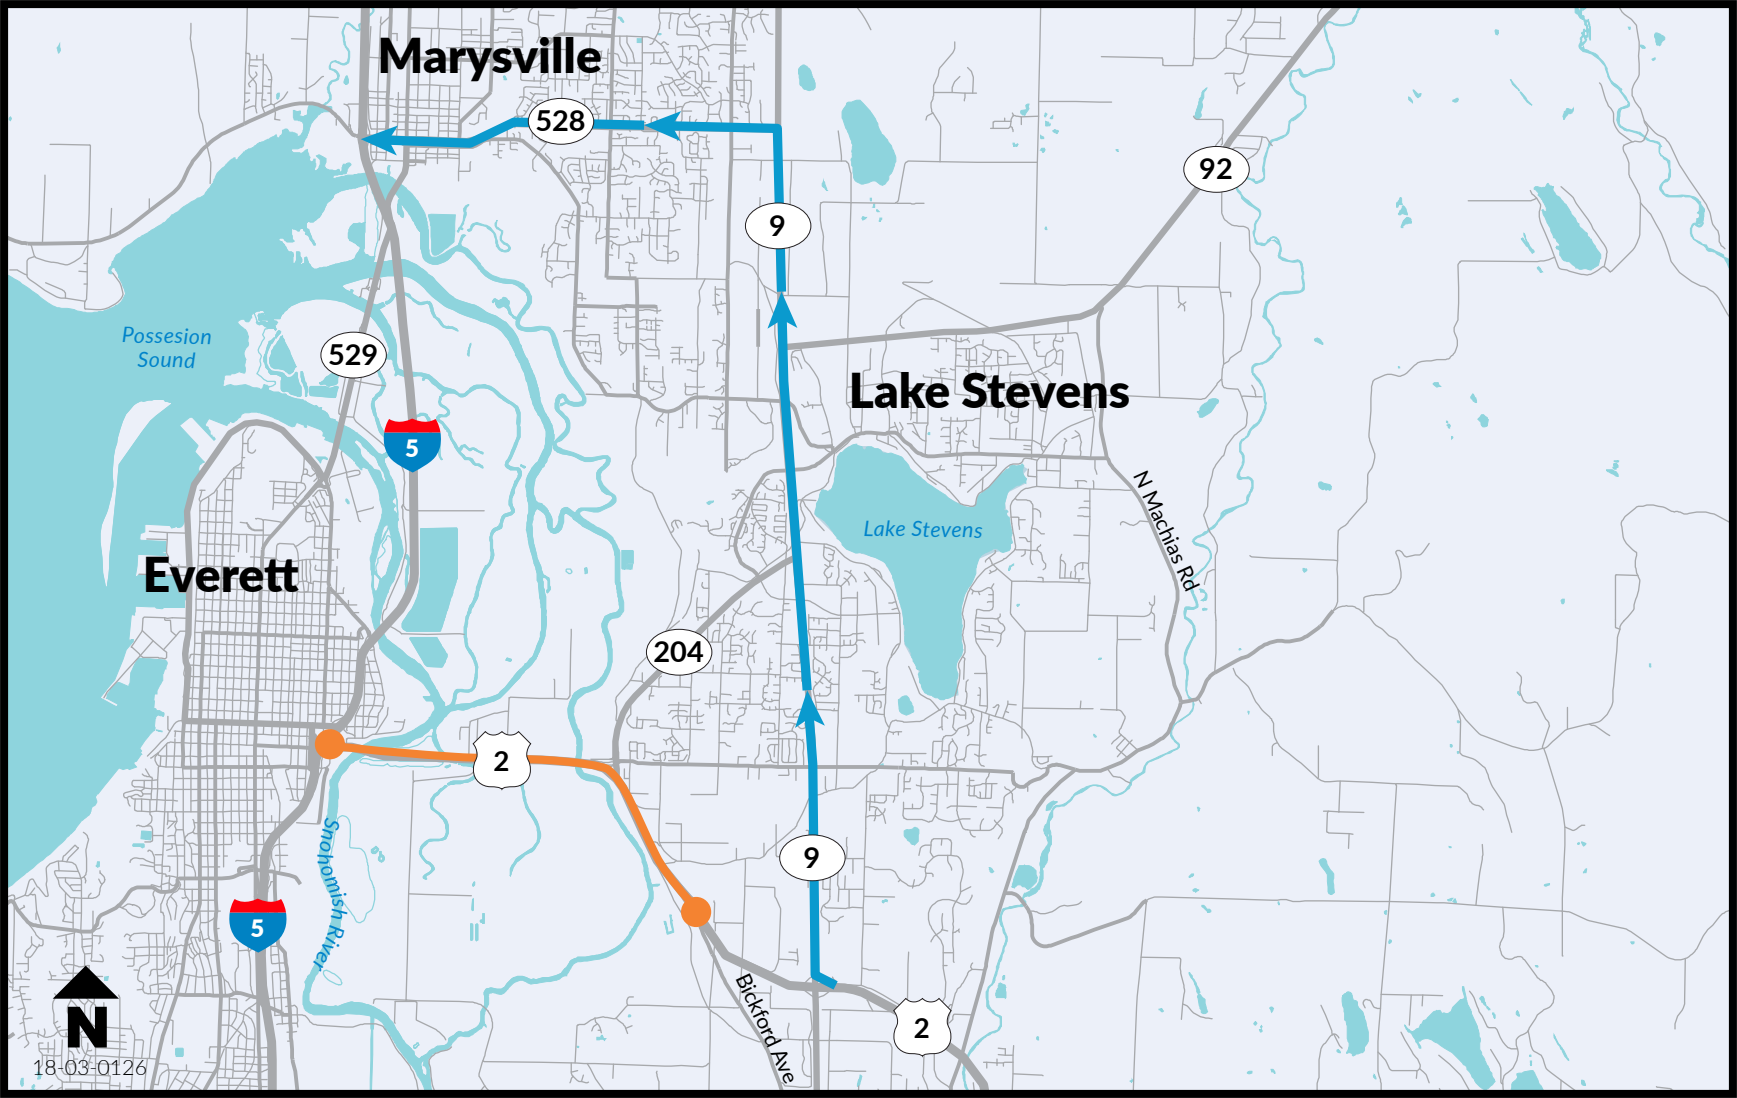 Marysville
528
92
9
Possesion
Sound
529
Lake Stevens
5
N Machias Rd
Lake Stevens
Everett
204
2
Snohomish River
9
5
Bickford Ave
2
N
18-03-0126